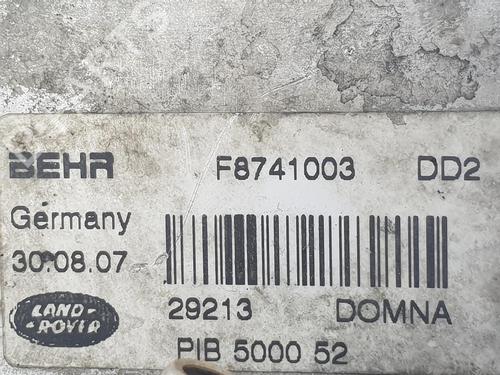 BEHR F8741003 DD2
Germany
30.08.07
29213 DOMNA
LAND-
-ROVER
PIB 5000 52